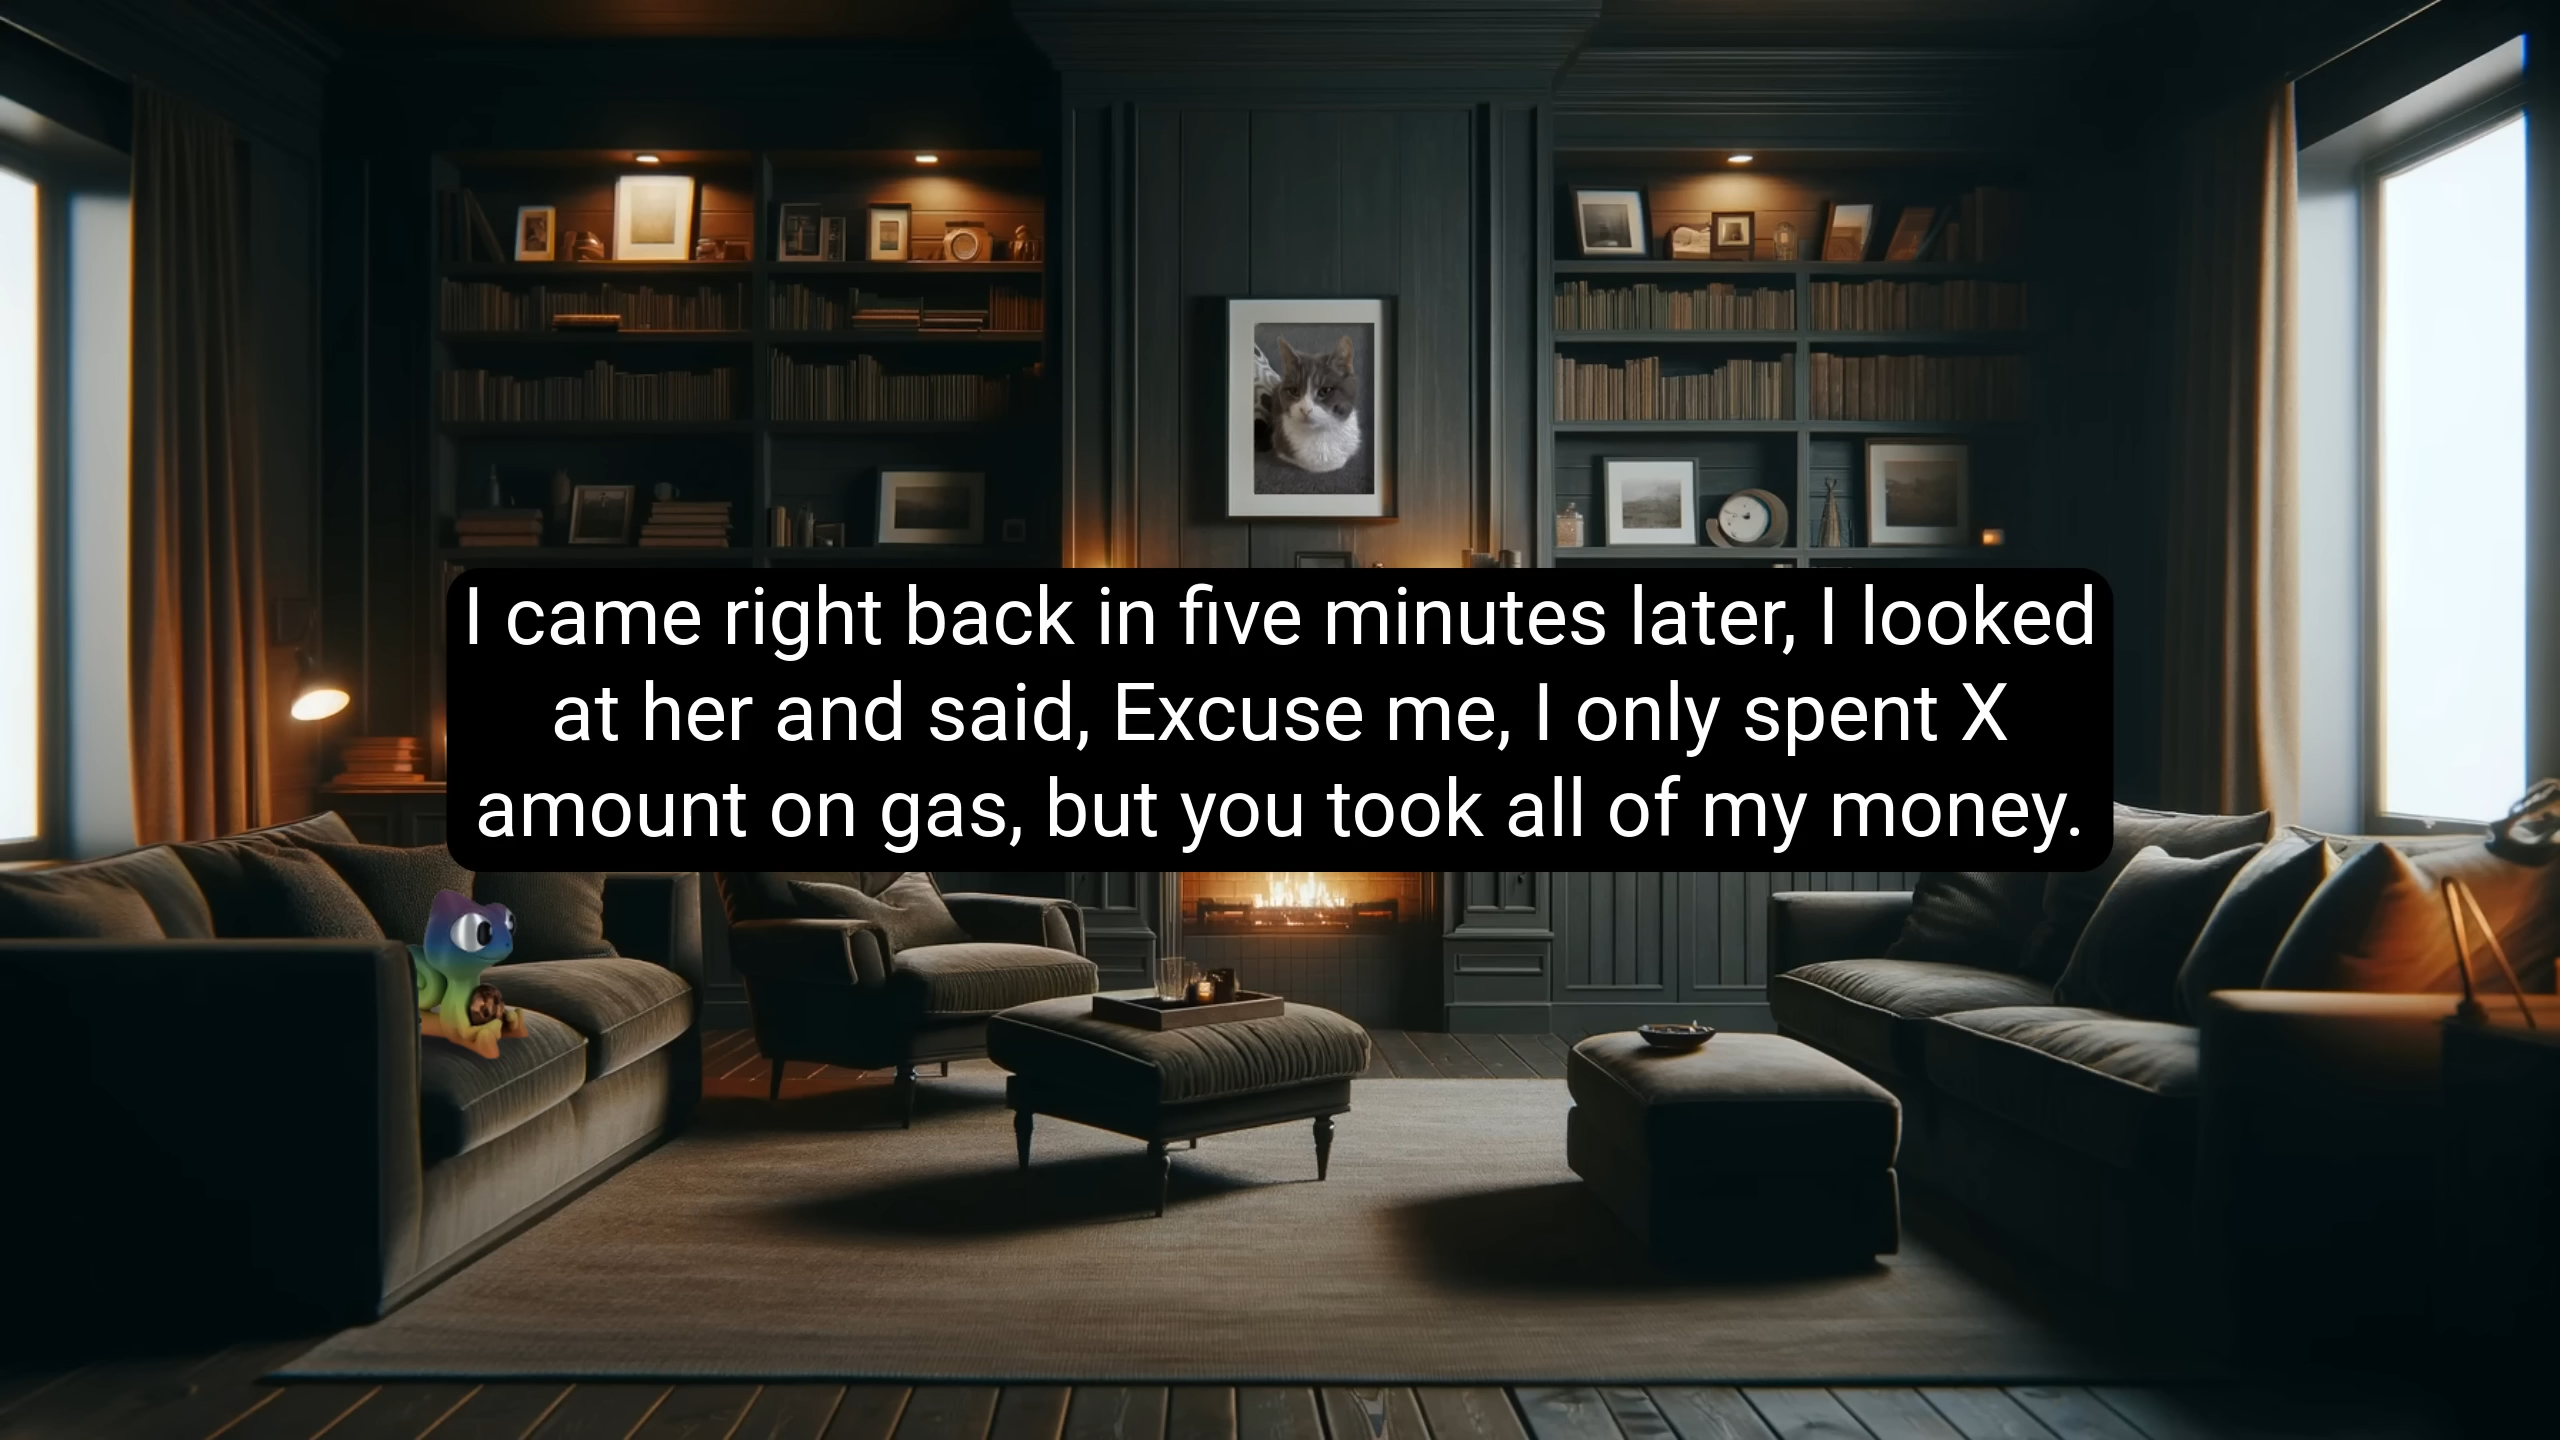 I came right back in five minutes later, I looked
at her and said, Excuse me, I only spent X
amount on gas, but you took all of my money.